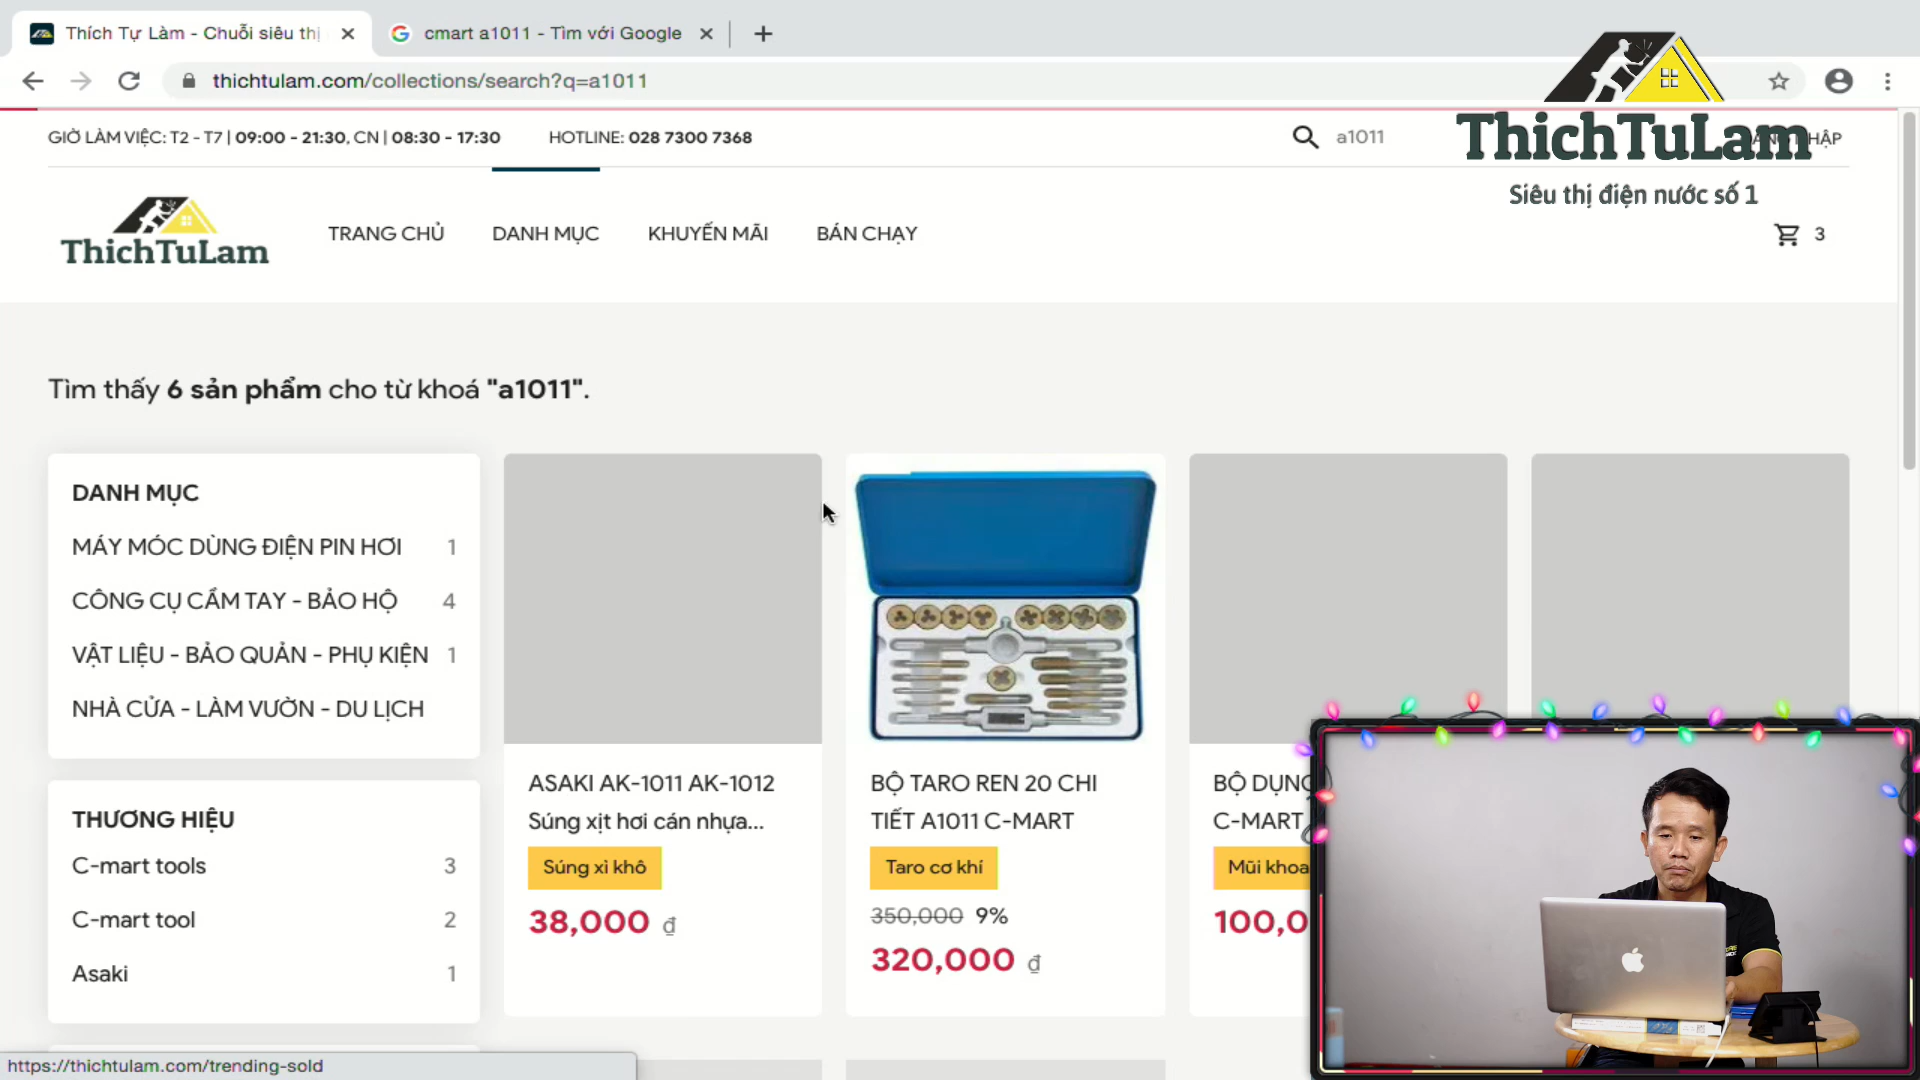 Thích Tự Làm - Chuỗi siêu thị
cmart a1011 - Tìm với Google
thichtulam.com/collections/search?q=a1011
GIỜ LÀM VIỆC: T2 - T7 | 09:00 - 21:30, CN | 08:30 - 17:30
HOTLINE: 028 7300 7368
a1011
ThichTuLam
Siêu thị điện nước số 1
ThichTuLam
TRANG CHỦ
DANH MỤC
KHUYẾN MÃI
BÁN CHẠY
3
Tìm thấy 6 sản phẩm cho từ khoá "a1011".
DANH MỤC
MÁY MÓC DÙNG ĐIỆN PIN HƠI 1
CÔNG CỤ CẦM TAY - BẢO HỘ 4
VẬT LIỆU - BẢO QUẢN - PHỤ KIỆN 1
NHÀ CỬA - LÀM VƯỜN - DU LỊCH
THƯƠNG HIỆU
C-mart tools 3
C-mart tool 2
Asaki 1
ASAKI AK-1011 AK-1012
Súng xịt hơi cán nhựa...
Súng xì khô
38,000 ₫
BỘ TARO REN 20 CHI
TIẾT A1011 C-MART
Taro cơ khí
350,000 9%
320,000 ₫
BỘ DỤNG
C-MART
Mũi khoa
100,0
https://thichtulam.com/trending-sold